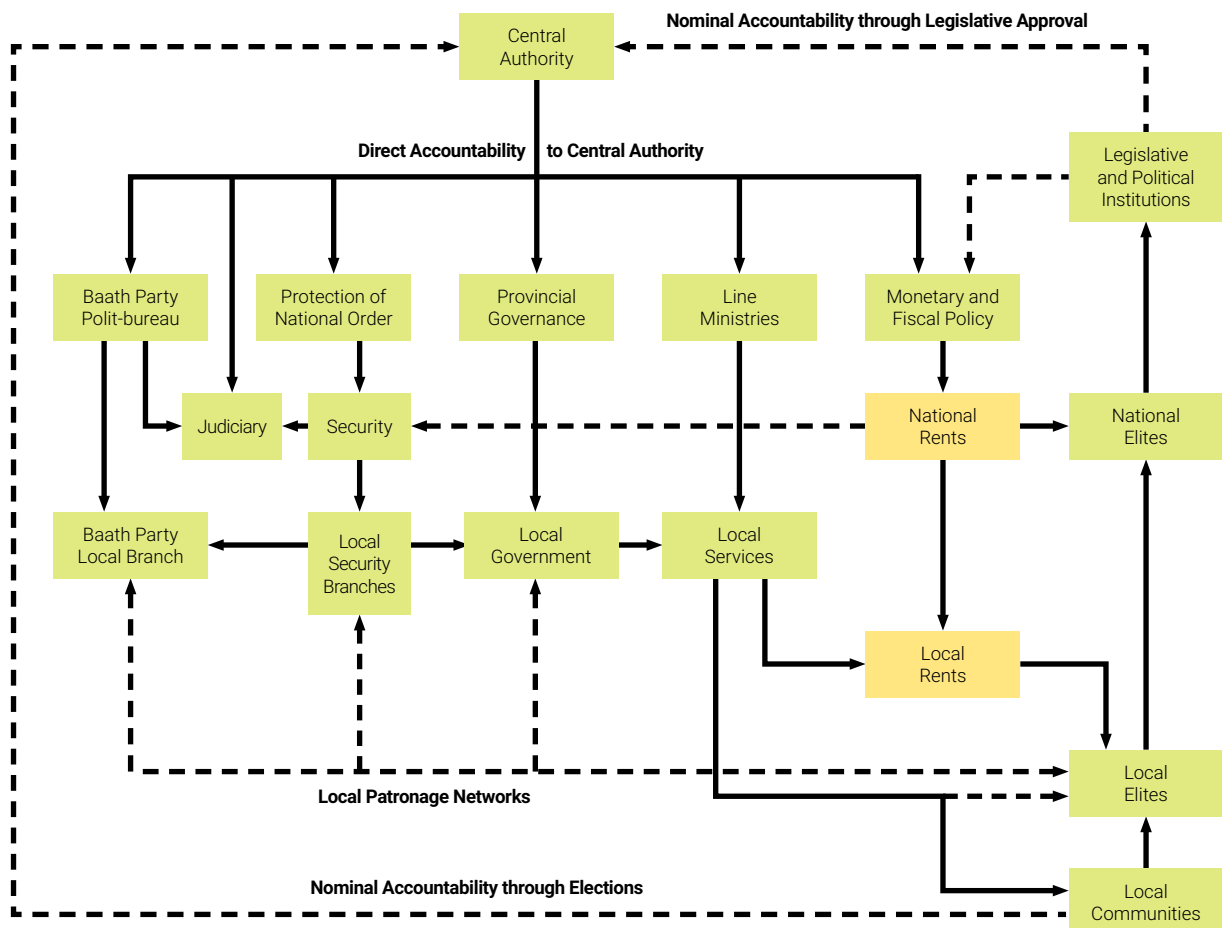 Nominal Accountability through Legislative Approval
Central
Authority
Direct Accountability to Central Authority
Legislative
and Political
Institutions
Baath Party
Polit-bureau
Protection of
National Order
Provincial
Governance
Line
Ministries
Monetary and
Fiscal Policy
Judiciary
Security
National
Rents
National
Elites
Baath Party
Local Branch
Local
Security
Branches
Local
Government
Local
Services
Local
Rents
Local
Elites
Local Patronage Networks
Nominal Accountability through Elections
Local
Communities